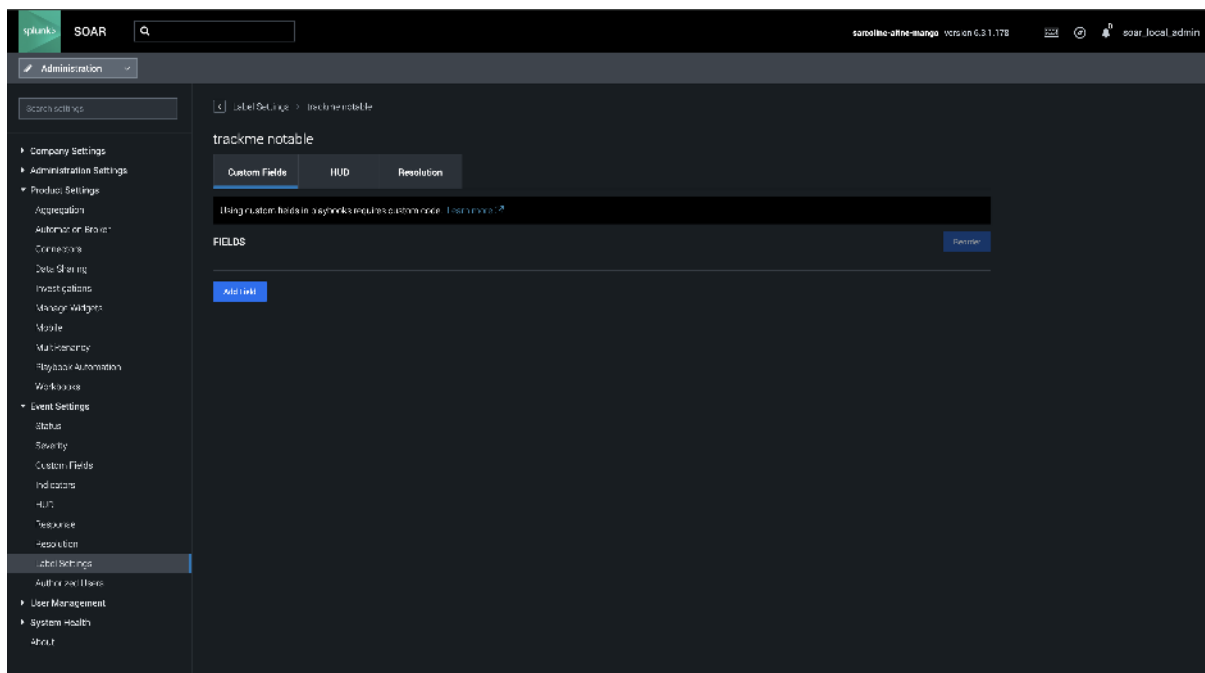 splunk>
SOAR
version 6.3.1.178
soar_local_admin
Administration
Search settings
Label Settings > trackme notable
trackme notable
Custom Fields
HUD
Resolution
Using custom fields in playbooks requires custom code. Learn more
FIELDS
Reorder
Add Field
Company Settings
Administration Settings
Product Settings
Aggregation
Automation Broker
Connectors
Data Sharing
Investigations
Manage Widgets
Mobile
Multi-tenancy
Playbook Automation
Workbooks
Event Settings
Status
Severity
Custom Fields
Indicators
HUD
Response
Resolution
Label Settings
Authorized Users
User Management
System Health
About